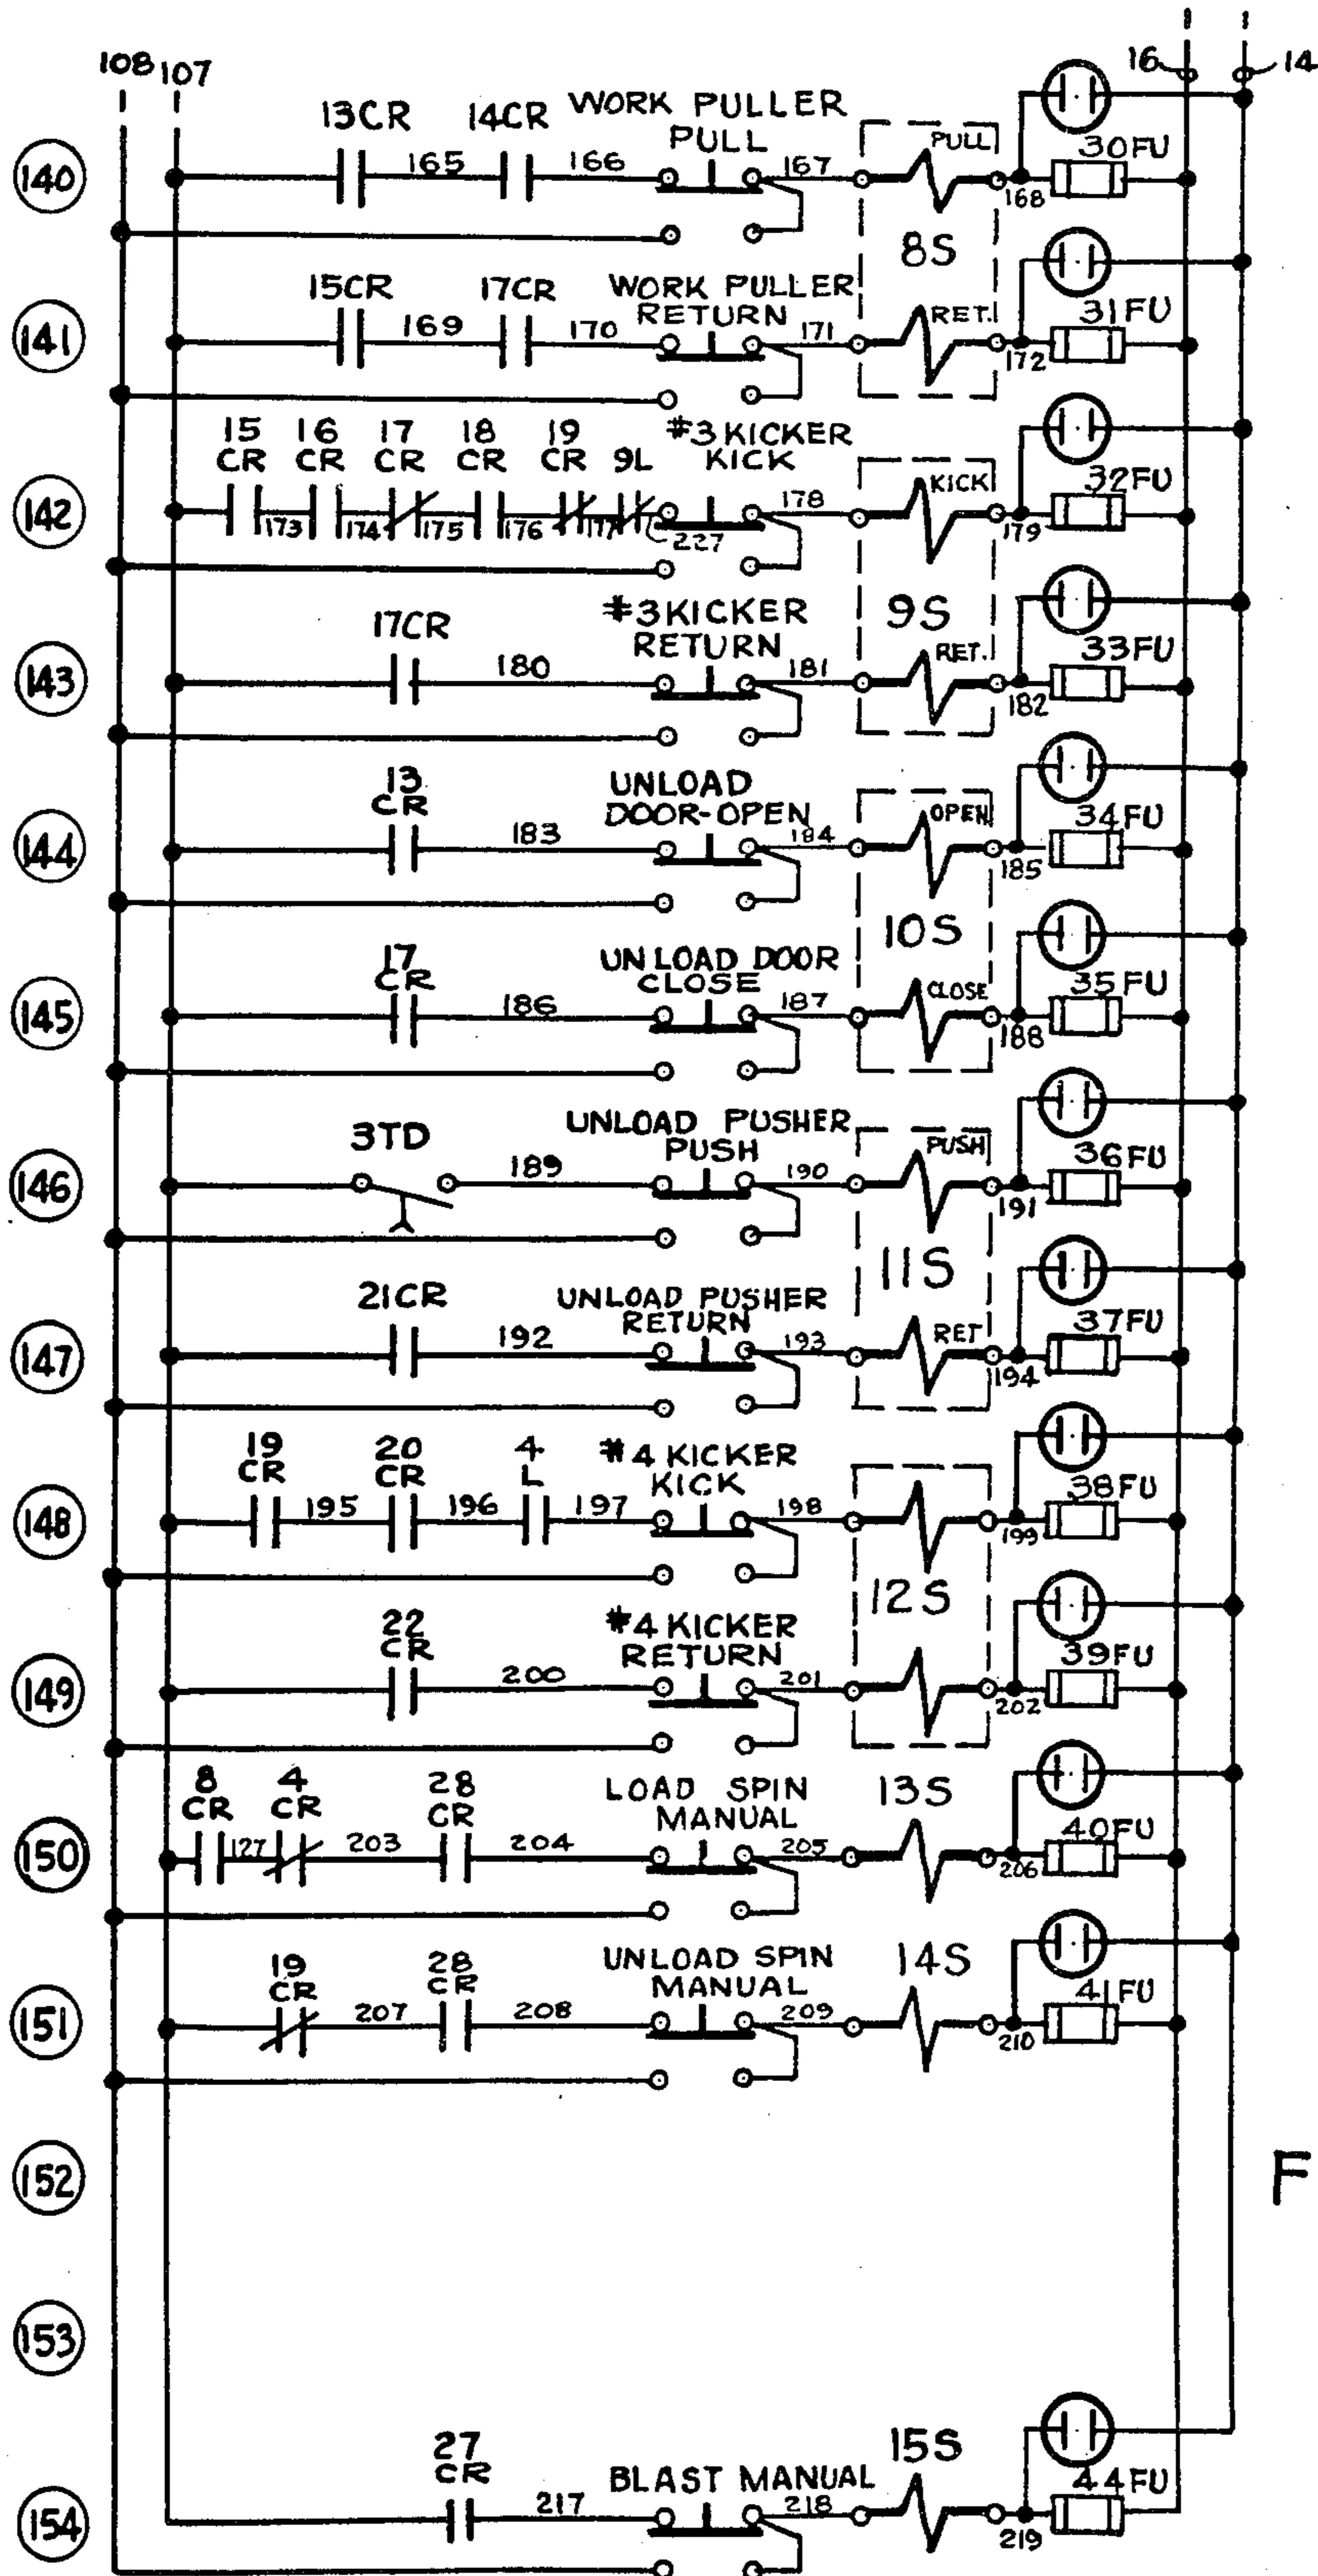 108 107 16 14
13CR 14CR WORK PULLER
PULL
140 165 166 167 PULL 168 30FU
8S
15CR 17CR WORK PULLER
RETURN
141 169 170 171 RET. 172 31FU
15 16 17 18 19 9L #3 KICKER
CR CR CR CR CR KICK
142 173 174 175 176 177 227 178 KICK 179 32FU
9S
17CR #3 KICKER
RETURN
143 180 181 RET. 182 33FU
13 UNLOAD
CR DOOR-OPEN
144 183 184 OPEN 185 34FU
10S
17 UNLOAD DOOR
CR CLOSE
145 186 187 CLOSE 188 35FU
3TD UNLOAD PUSHER
PUSH
146 189 190 PUSH 191 36FU
11S
21CR UNLOAD PUSHER
RETURN
147 192 193 RET 194 37FU
19 20 4 #4 KICKER
CR CR L KICK
148 195 196 197 198 199 38FU
12S
22 #4 KICKER
CR RETURN
149 200 201 202 39FU
8 4 28 LOAD SPIN 13S
CR CR CR MANUAL
150 127 203 204 205 206 40FU
19 28 UNLOAD SPIN 14S
CR CR MANUAL
151 207 208 209 210 41FU
152 F
153
27 15S
CR BLAST MANUAL
154 217 218 219 44FU